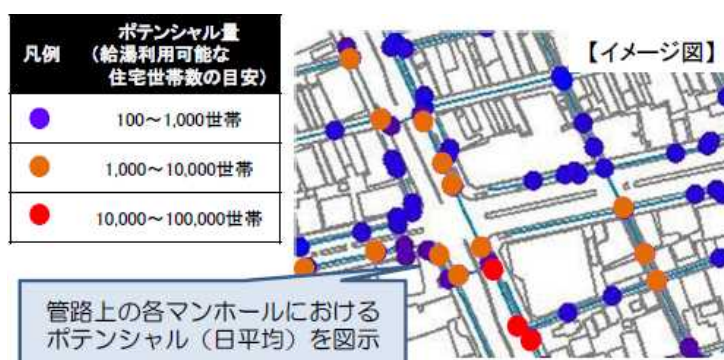 凡例
ポテンシャル量
(給湯利用可能な
住宅世帯数の目安)
100～1,000世帯
1,000～10,000世帯
10,000～100,000世帯
【イメージ図】
管路上の各マンホールにおける
ポテンシャル（日平均）を図示